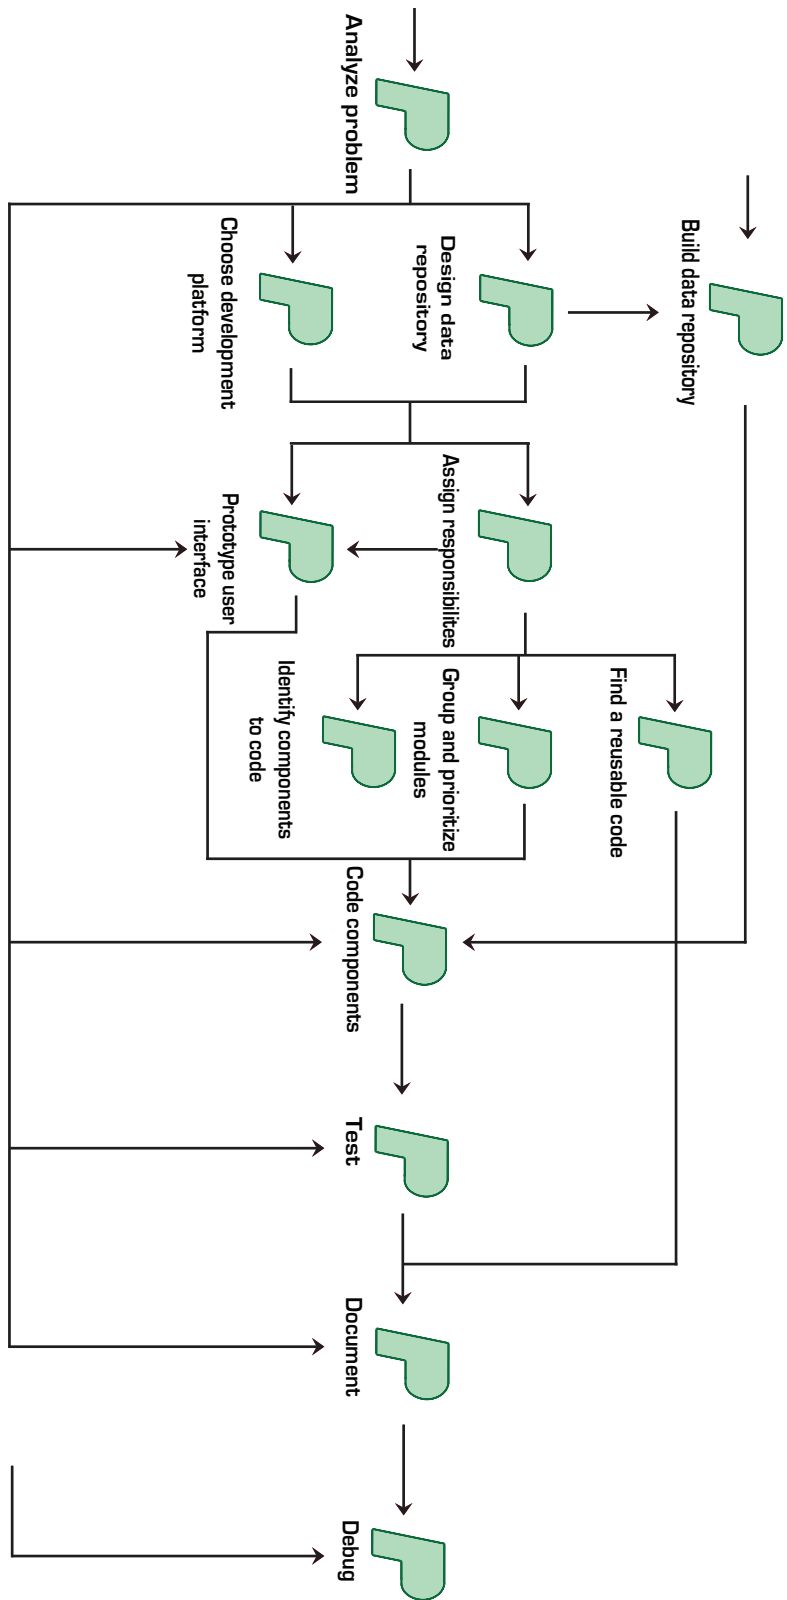 Analyze problem
Build data repository
Design data
repository
Choose development
platform
Assign responsibilites
Prototype user
interface
Find a reusable code
Group and prioritize
modules
Identify components
to code
Code components
Test
Document
Debug